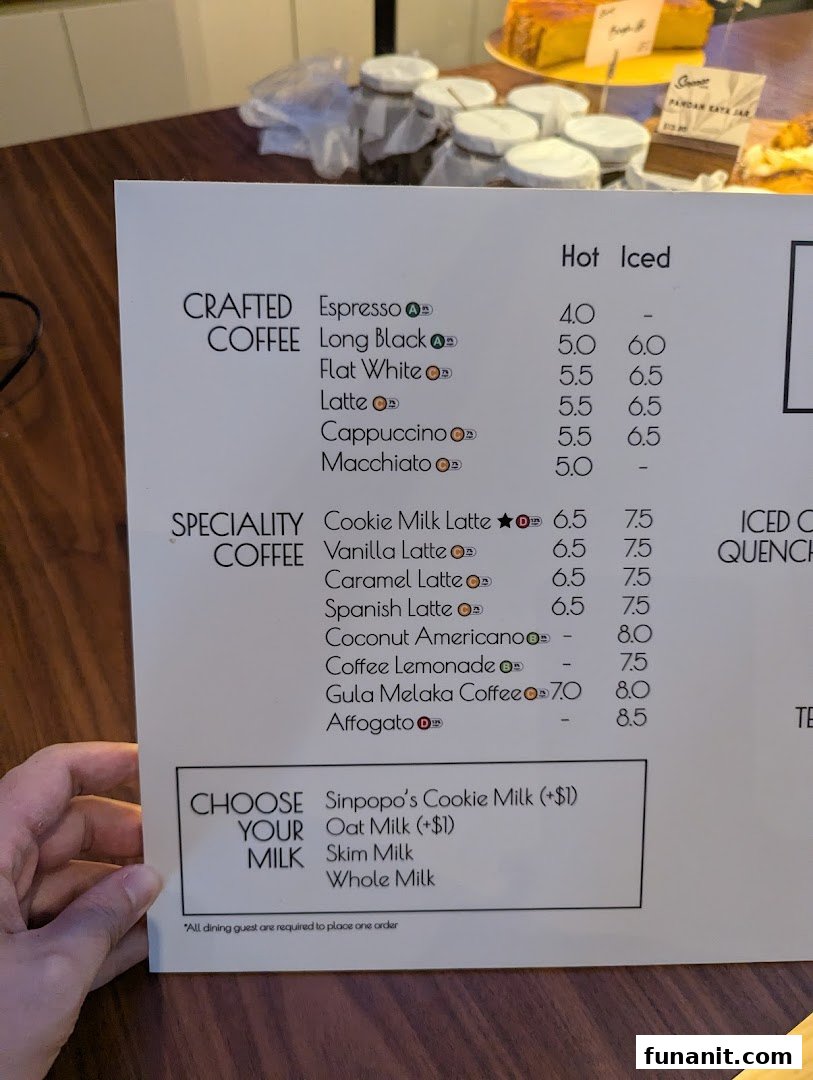 Sinpopo
PANDAN KAYA JAR
Hot Iced
CRAFTED COFFEE
Espresso A 4.0 -
Long Black A 5.0 6.0
Flat White C 5.5 6.5
Latte C 5.5 6.5
Cappuccino C 5.5 6.5
Macchiato C 5.0 -
SPECIALITY COFFEE
Cookie Milk Latte ★ D 6.5 7.5
Vanilla Latte C 6.5 7.5
Caramel Latte C 6.5 7.5
Spanish Latte C 6.5 7.5
Coconut Americano B - 8.0
Coffee Lemonade B - 7.5
Gula Melaka Coffee C 7.0 8.0
Affogato D - 8.5
CHOOSE YOUR MILK
Sinpopo's Cookie Milk (+$1)
Oat Milk (+$1)
Skim Milk
Whole Milk
*All dining guest are required to place one order
ICED
funanit.com